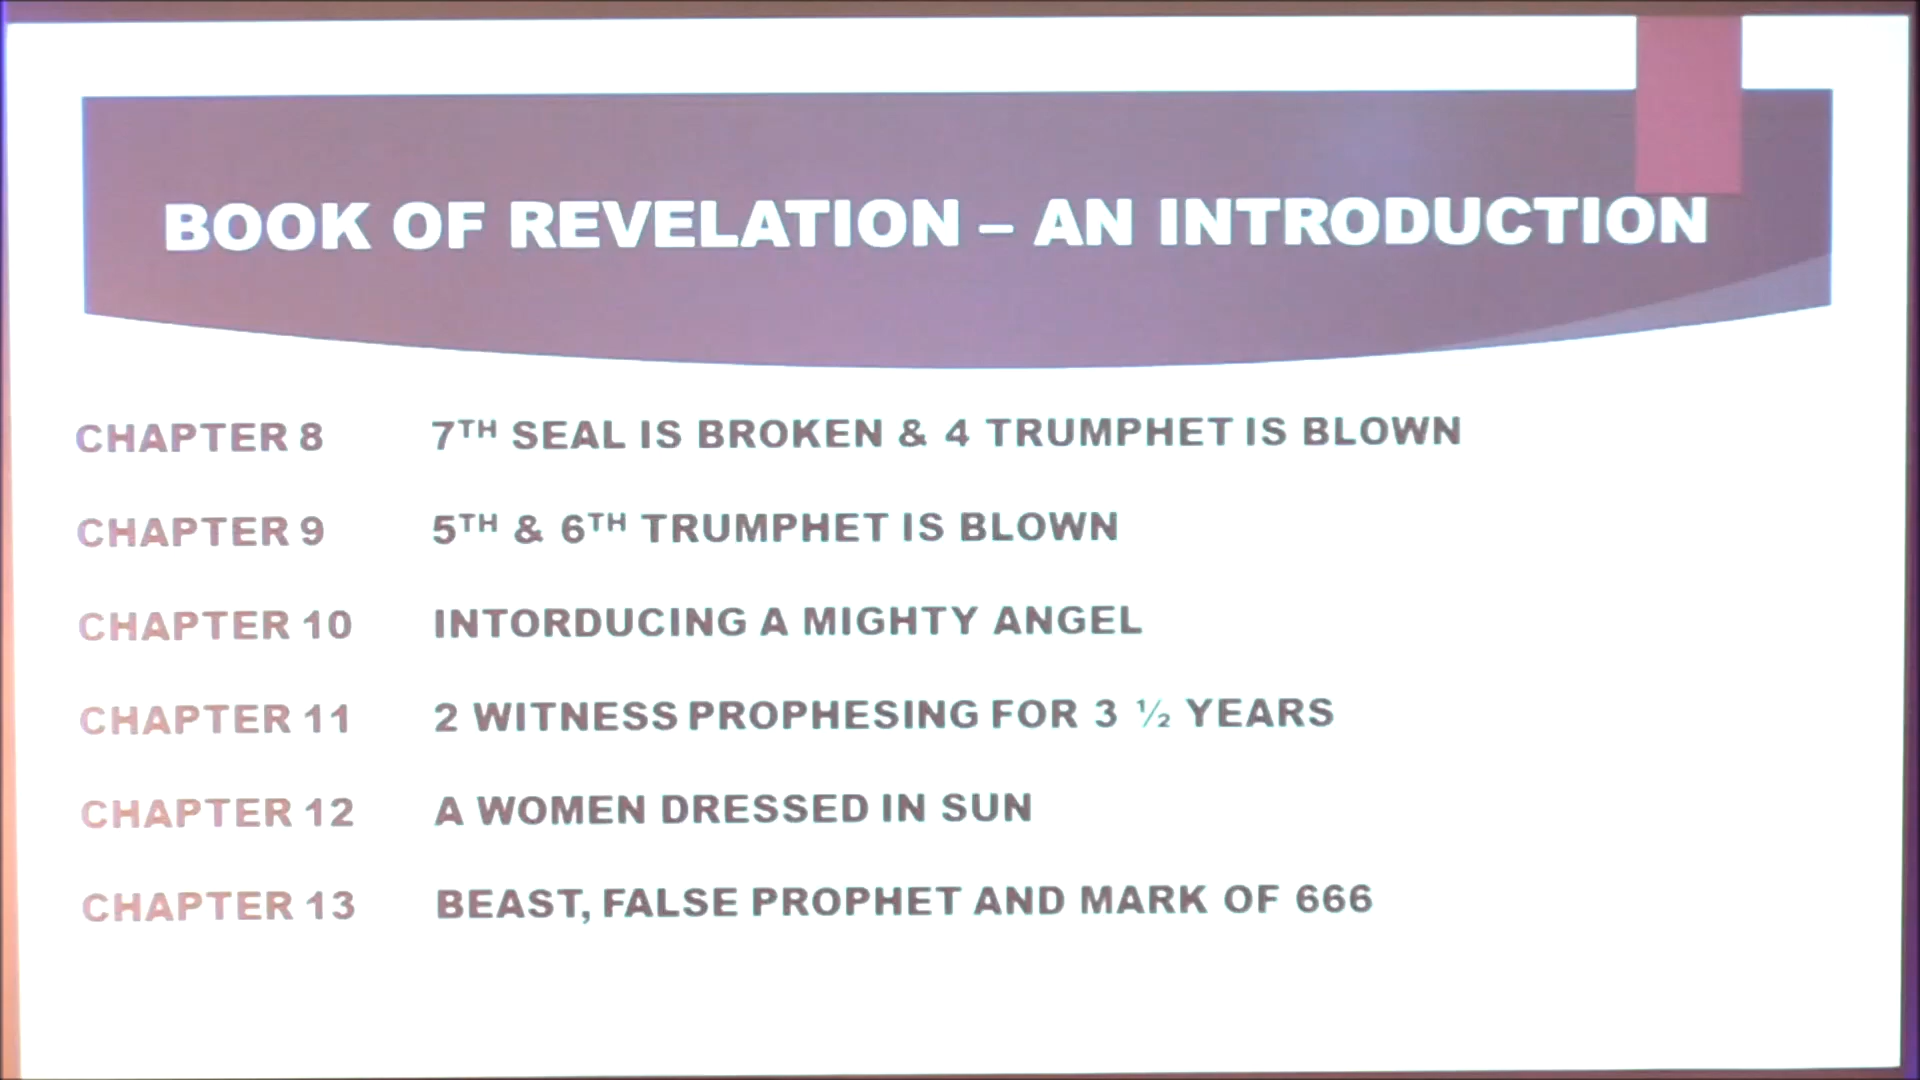 BOOK OF REVELATION – AN INTRODUCTION
CHAPTER 8 7TH SEAL IS BROKEN & 4 TRUMPHET IS BLOWN
CHAPTER 9 5TH & 6TH TRUMPHET IS BLOWN
CHAPTER 10 INTORDUCING A MIGHTY ANGEL
CHAPTER 11 2 WITNESS PROPHESING FOR 3 ½ YEARS
CHAPTER 12 A WOMEN DRESSED IN SUN
CHAPTER 13 BEAST, FALSE PROPHET AND MARK OF 666